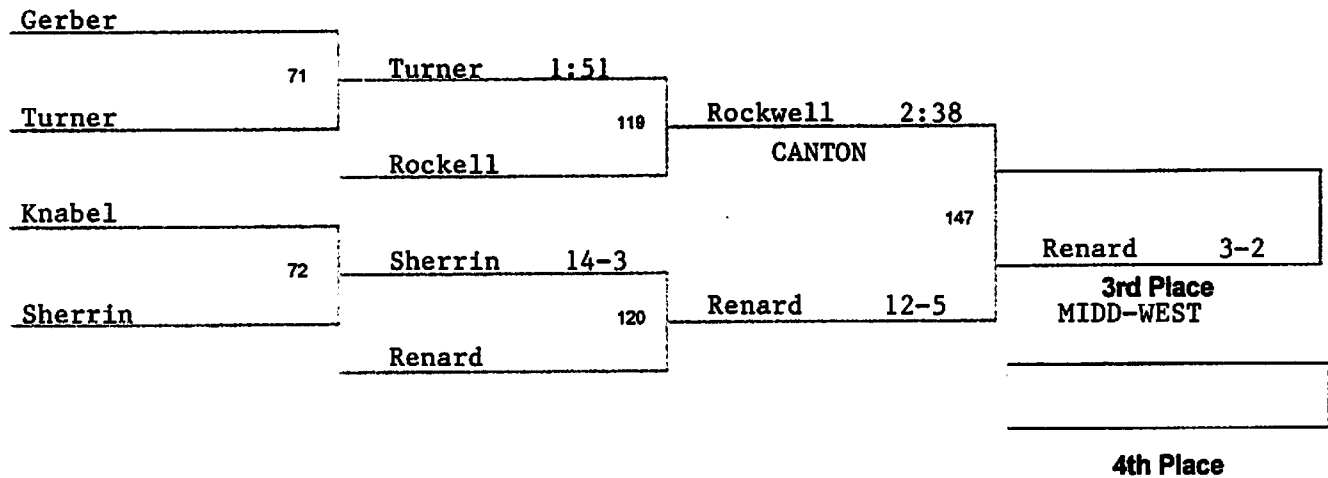 Gerber
71
Turner 1:51
Turner
119
Rockwell 2:38
CANTON
Rockell
Knabel
147
72
Sherrin 14-3
Renard 3-2
3rd Place
MIDD-WEST
Sherrin
120
Renard 12-5
Renard
4th Place